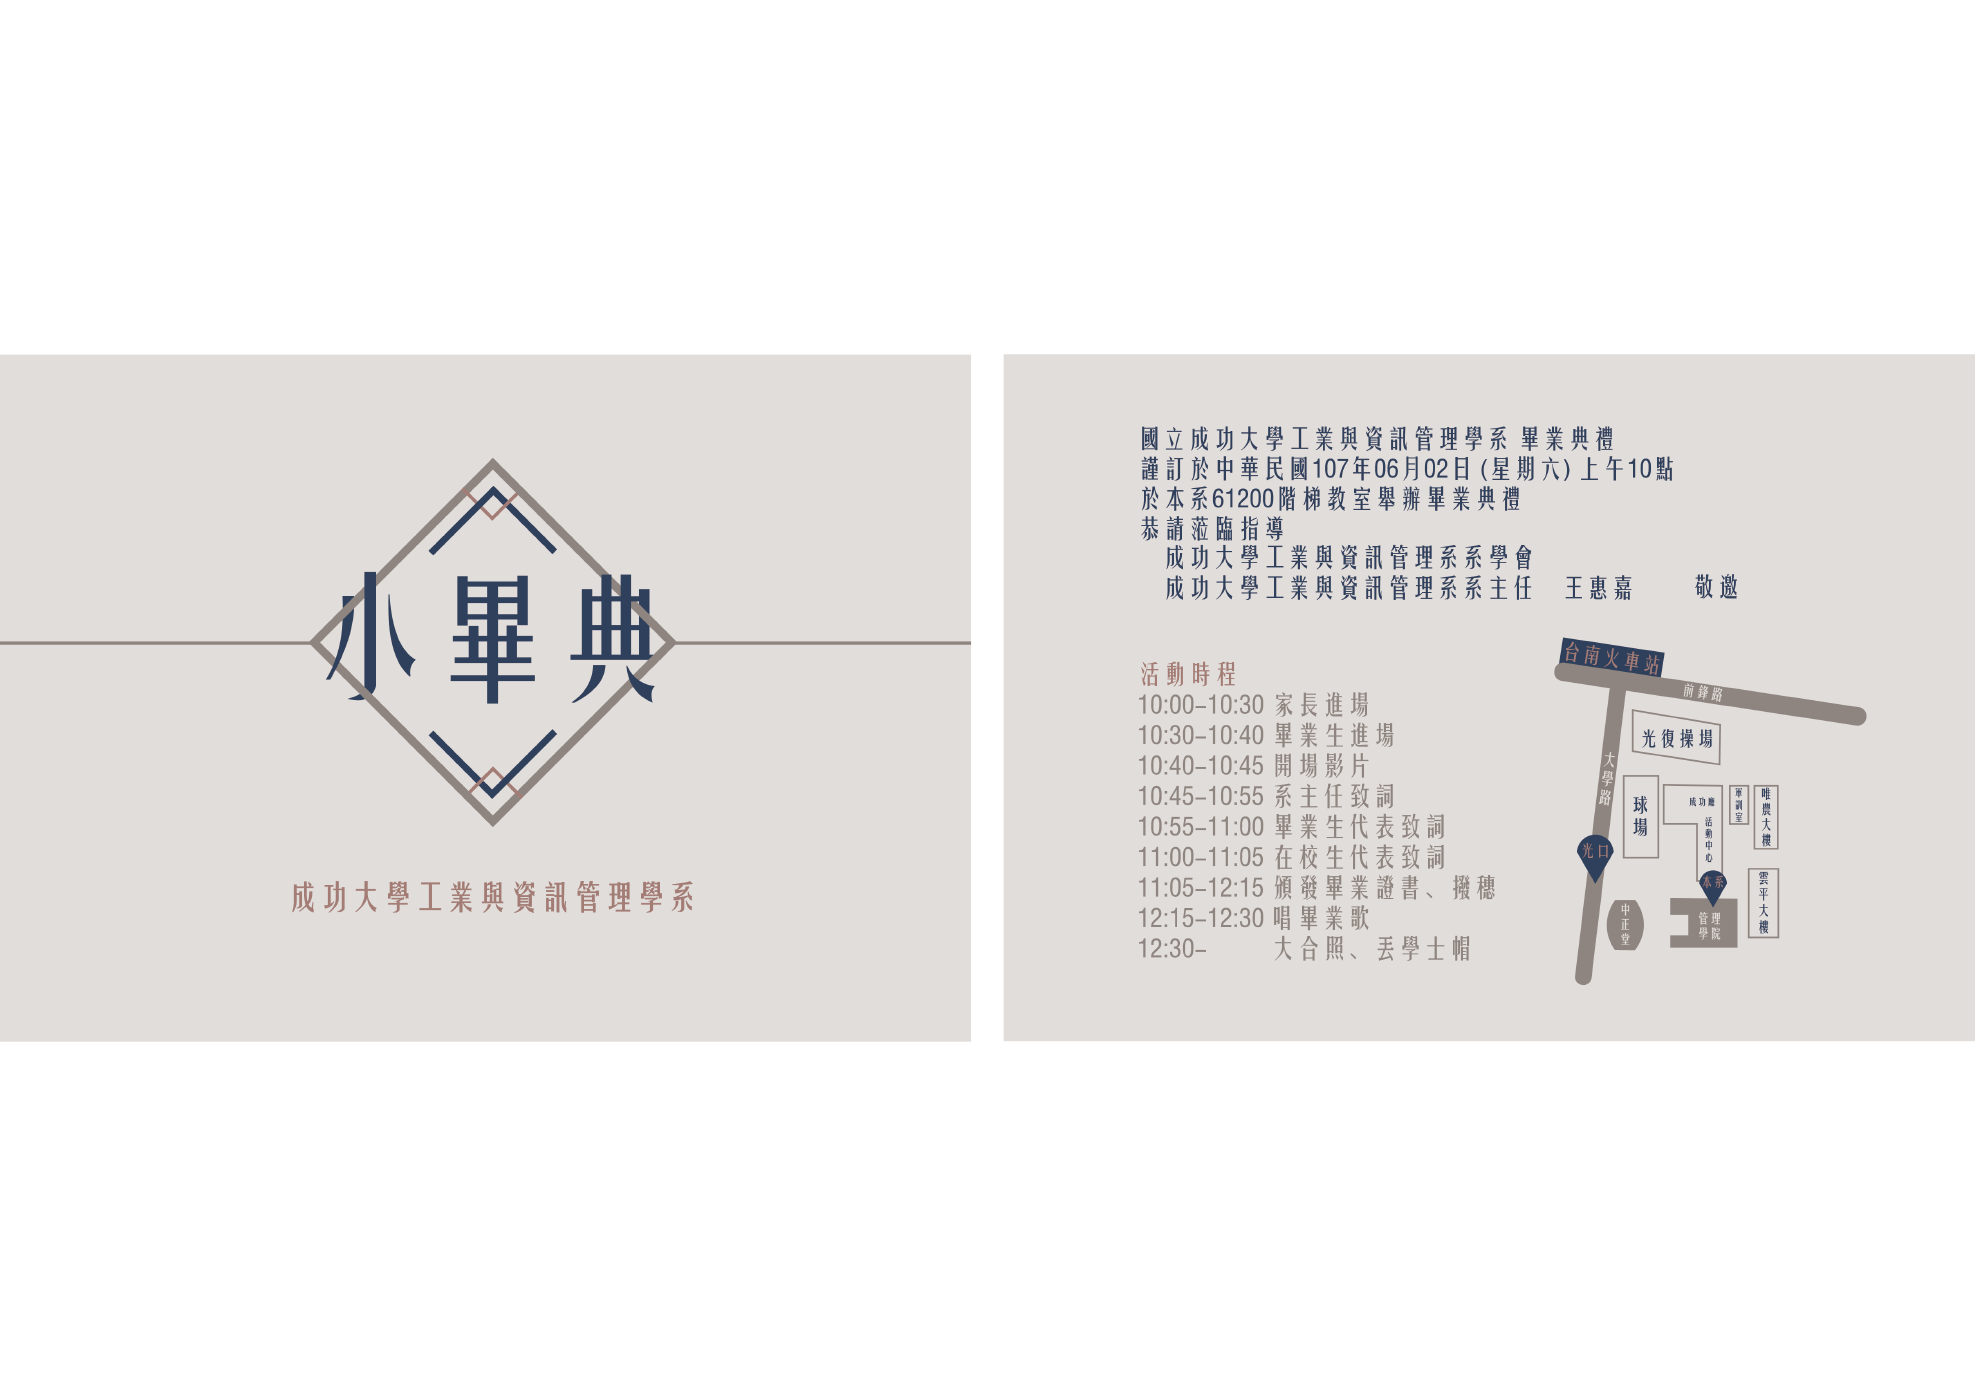 小畢典
成功大學工業與資訊管理學系
國立成功大學工業與資訊管理學系 畢業典禮
謹訂於中華民國107年06月02日(星期六)上午10點
於本系61200階梯教室舉辦畢業典禮
恭請蒞臨指導
成功大學工業與資訊管理系系學會
成功大學工業與資訊管理系系主任 王惠嘉 敬邀
活動時程
10:00–10:30 家長進場
10:30–10:40 畢業生進場
10:40–10:45 開場影片
10:45–10:55 系主任致詞
10:55–11:00 畢業生代表致詞
11:00–11:05 在校生代表致詞
11:05–12:15 頒發畢業證書、撥穗
12:15–12:30 唱畢業歌
12:30– 大合照、丟學士帽
台南火車站
前鋒路
大學路
光復操場
球場
成功廳
活動中心
軍訓室
唯農大樓
光口
本系
雲平大樓
中正堂
管理
學院